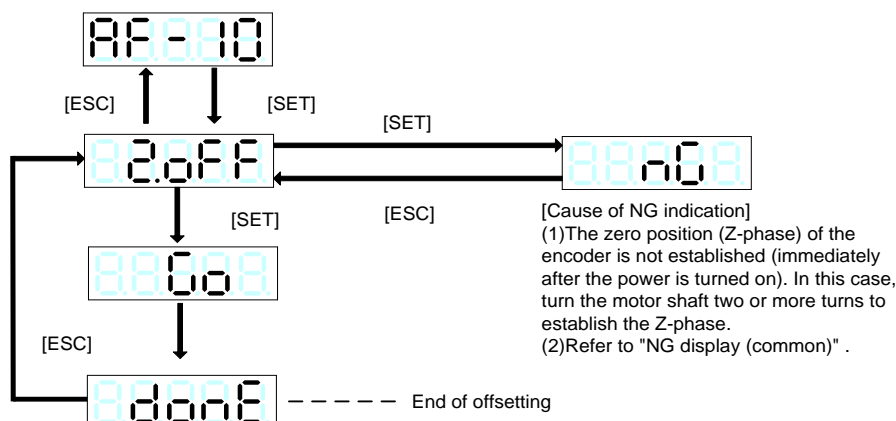 AF-10
[ESC]
[SET]
[SET]
2.oFF
nG
[ESC]
[SET]
[Cause of NG indication]
(1)The zero position (Z-phase) of the
encoder is not established (immediately
after the power is turned on). In this case,
turn the motor shaft two or more turns to
establish the Z-phase.
(2)Refer to "NG display (common)" .
Go
[ESC]
donE
End of offsetting